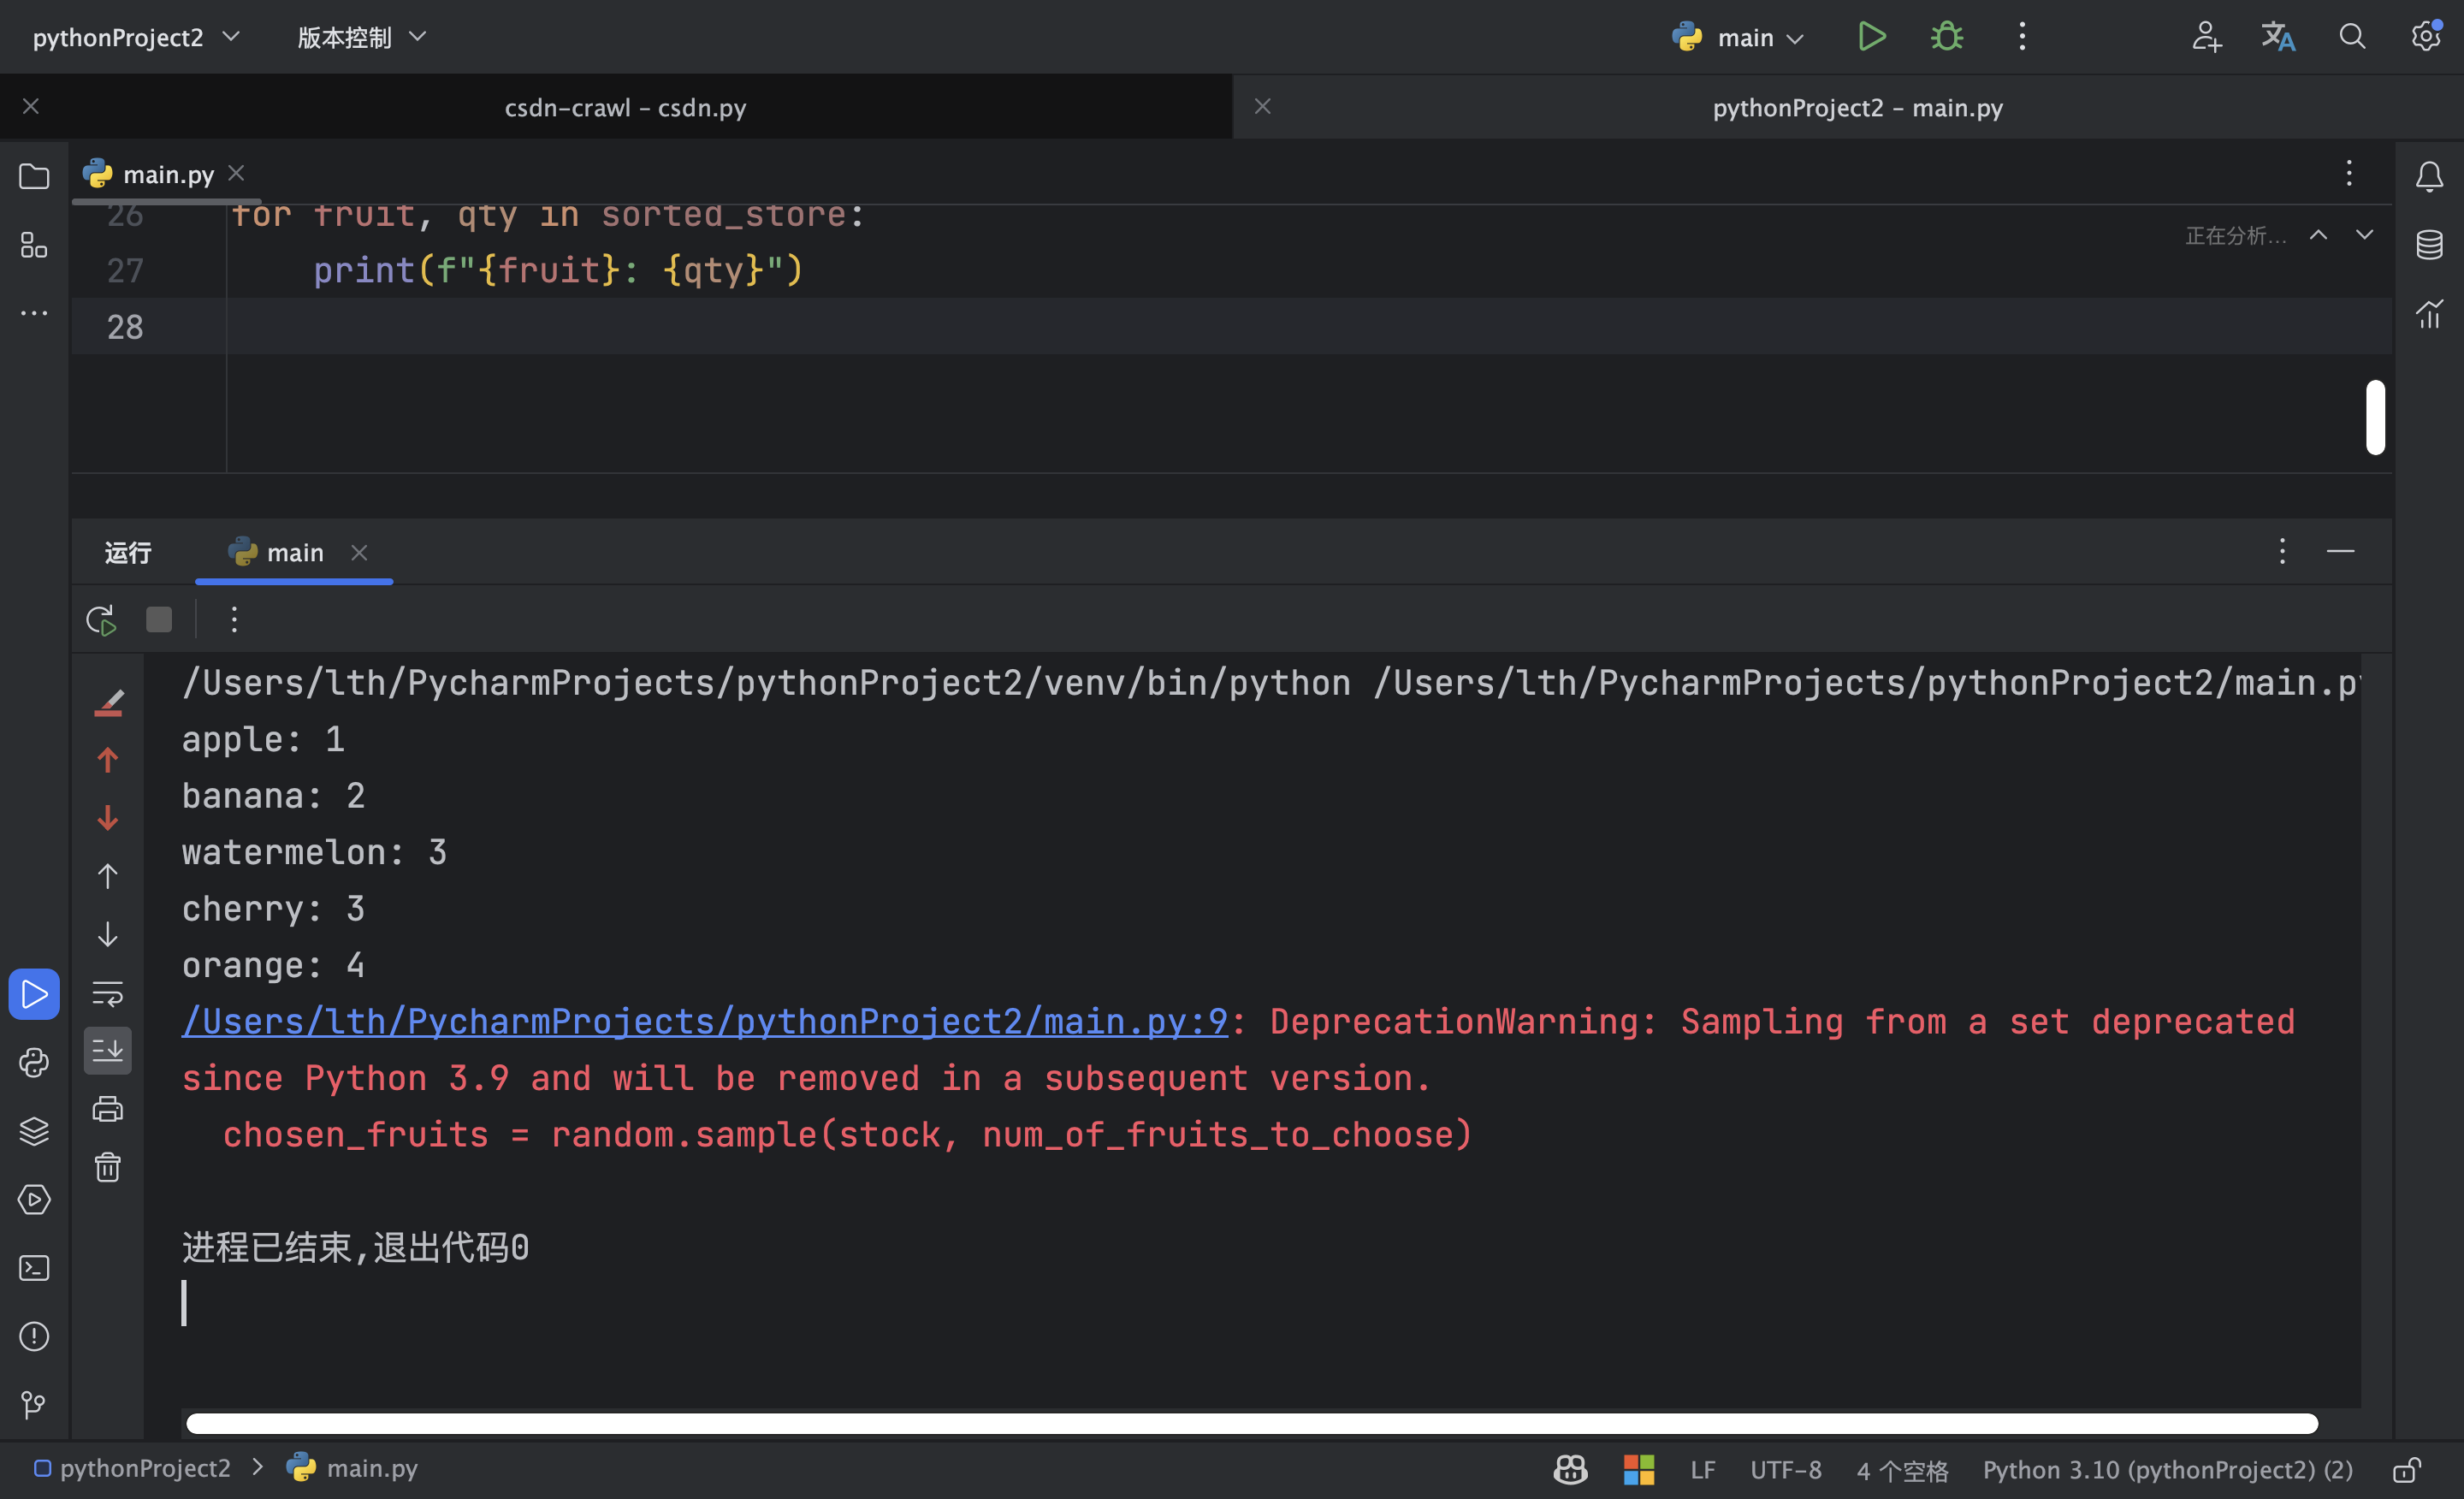 pythonProject2 版本控制 main
csdn-crawl – csdn.py pythonProject2 – main.py
main.py
26 for fruit, qty in sorted_store:
正在分析...
27 print(f"{fruit}: {qty}")
28
运行 main
/Users/lth/PycharmProjects/pythonProject2/venv/bin/python /Users/lth/PycharmProjects/pythonProject2/main.py
apple: 1
banana: 2
watermelon: 3
cherry: 3
orange: 4
/Users/lth/PycharmProjects/pythonProject2/main.py:9: DeprecationWarning: Sampling from a set deprecated
since Python 3.9 and will be removed in a subsequent version.
chosen_fruits = random.sample(stock, num_of_fruits_to_choose)
进程已结束,退出代码0
pythonProject2 > main.py LF UTF-8 4 个空格 Python 3.10 (pythonProject2) (2)